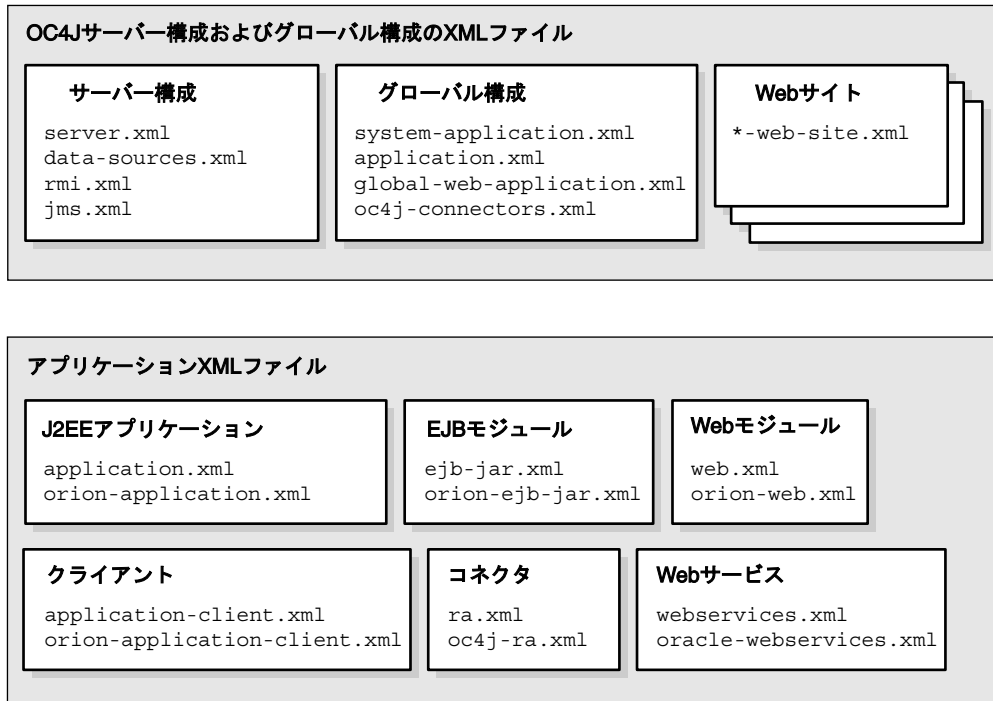 OC4Jサーバー構成およびグローバル構成のXMLファイル
サーバー構成
server.xml
data-sources.xml
rmi.xml
jms.xml
グローバル構成
system-application.xml
application.xml
global-web-application.xml
oc4j-connectors.xml
Webサイト
*-web-site.xml
アプリケーションXMLファイル
J2EEアプリケーション
application.xml
orion-application.xml
EJBモジュール
ejb-jar.xml
orion-ejb-jar.xml
Webモジュール
web.xml
orion-web.xml
クライアント
application-client.xml
orion-application-client.xml
コネクタ
ra.xml
oc4j-ra.xml
Webサービス
webservices.xml
oracle-webservices.xml